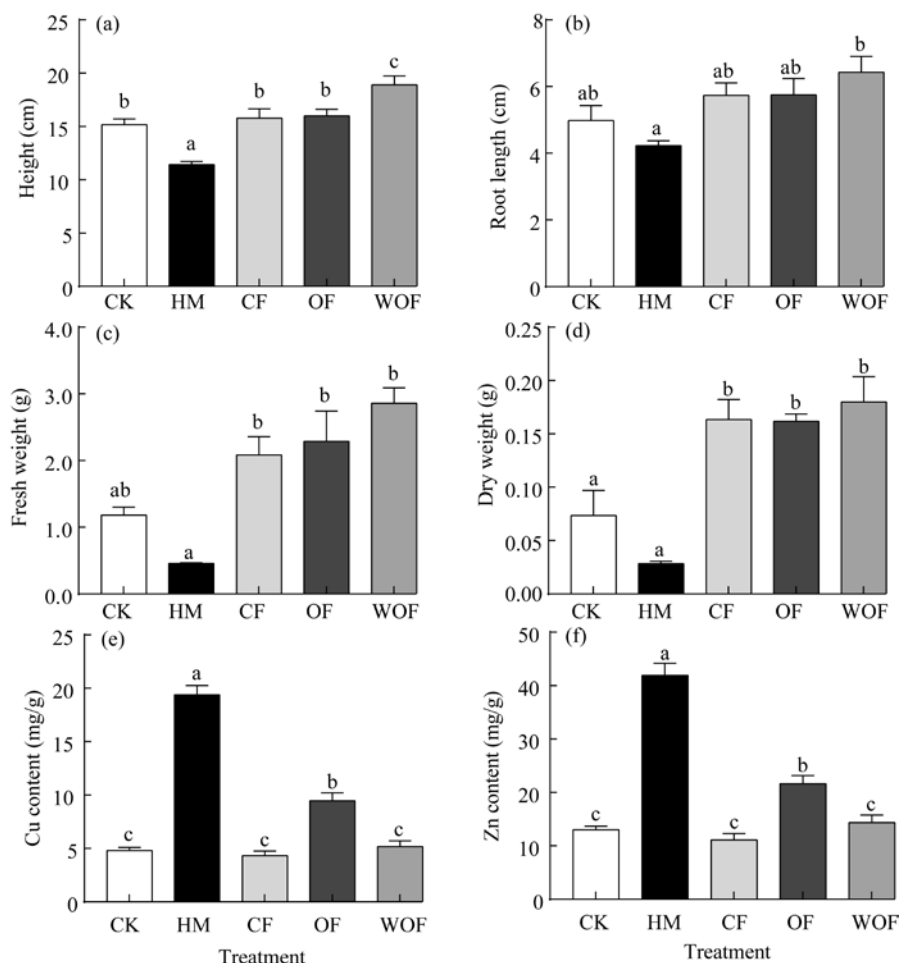 (a)
Height (cm)
25
20
15
10
5
0
b
a
b
b
c
CK HM CF OF WOF
(b)
Root length (cm)
8
6
4
2
0
ab
a
ab
ab
b
CK HM CF OF WOF
(c)
Fresh weight (g)
4.0
3.0
2.0
1.0
0.0
ab
a
b
b
b
CK HM CF OF WOF
(d)
Dry weight (g)
0.25
0.20
0.15
0.10
0.05
0.00
a
a
b
b
b
CK HM CF OF WOF
(e)
Cu content (mg/g)
25
20
15
10
5
0
c
a
c
b
c
CK HM CF OF WOF
Treatment
(f)
Zn content (mg/g)
50
40
30
20
10
0
c
a
c
b
c
CK HM CF OF WOF
Treatment